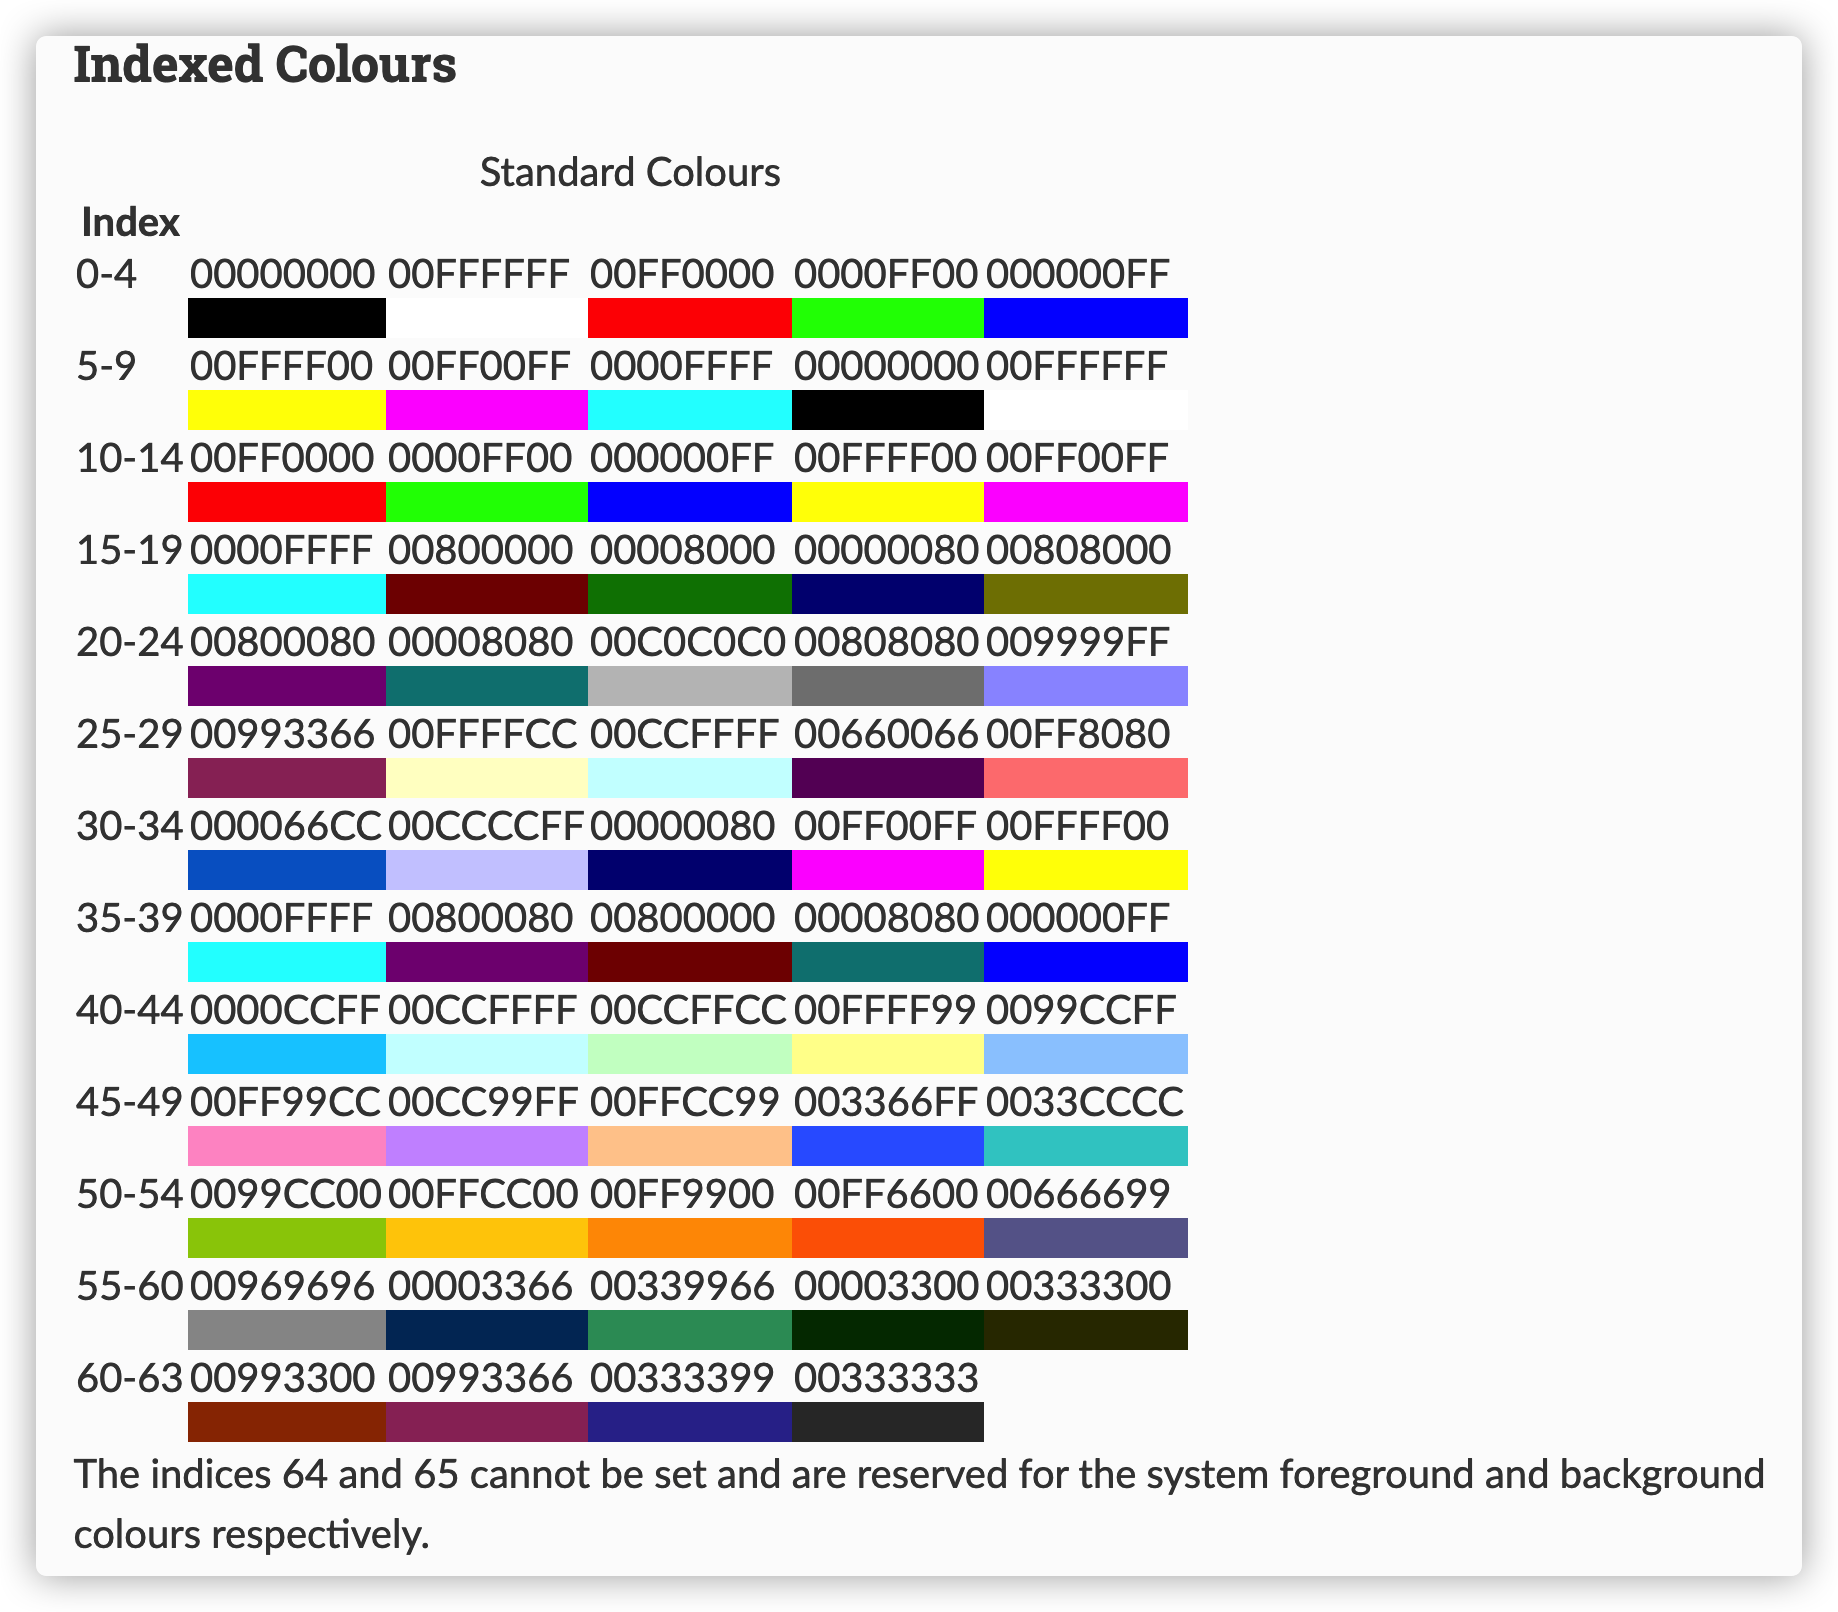 Indexed Colours
Standard Colours
Index
0-4 00000000 00FFFFFF 00FF0000 0000FF00 000000FF
5-9 00FFFF00 00FF00FF 0000FFFF 00000000 00FFFFFF
10-14 00FF0000 0000FF00 000000FF 00FFFF00 00FF00FF
15-19 0000FFFF 00800000 00008000 00000080 00808000
20-24 00800080 00008080 00C0C0C0 00808080 009999FF
25-29 00993366 00FFFFCC 00CCFFFF 00660066 00FF8080
30-34 000066CC 00CCCCFF 00000080 00FF00FF 00FFFF00
35-39 0000FFFF 00800080 00800000 00008080 000000FF
40-44 0000CCFF 00CCFFFF 00CCFFCC 00FFFF99 0099CCFF
45-49 00FF99CC 00CC99FF 00FFCC99 003366FF 0033CCCC
50-54 0099CC00 00FFCC00 00FF9900 00FF6600 00666699
55-60 00969696 00003366 00339966 00003300 00333300
60-63 00993300 00993366 00333399 00333333
The indices 64 and 65 cannot be set and are reserved for the system foreground and background
colours respectively.